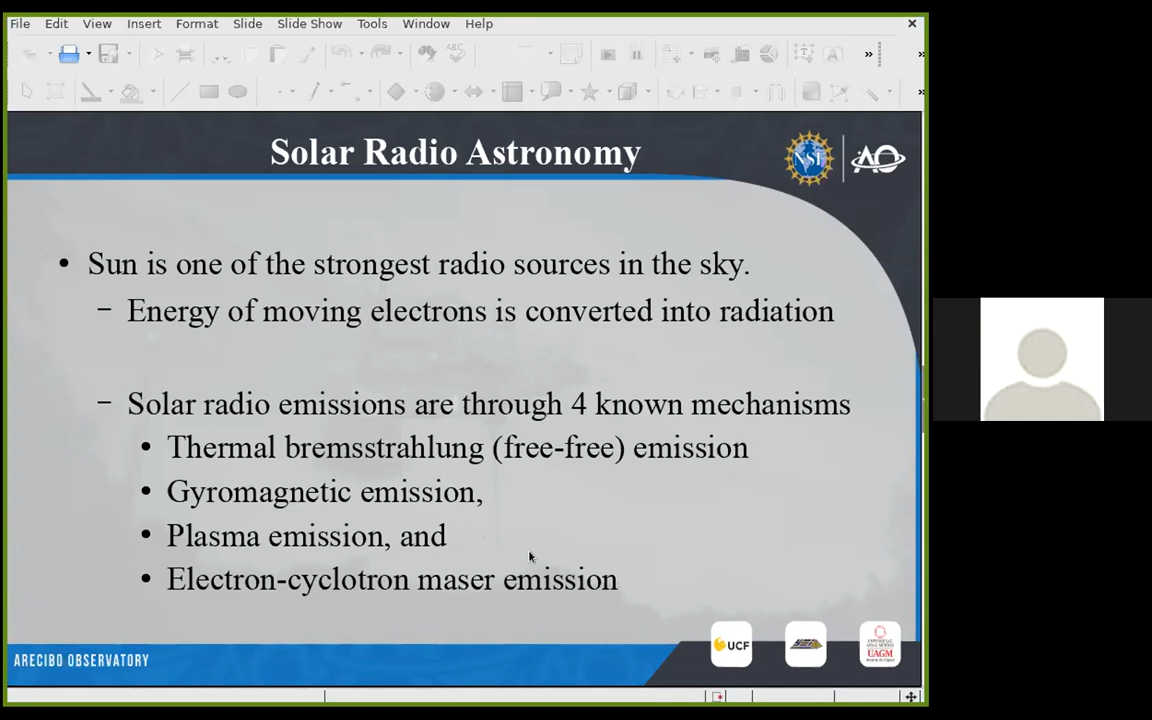 File Edit View Insert Format Slide Slide Show Tools Window Help
ABC
Solar Radio Astronomy
NSF
AO
• Sun is one of the strongest radio sources in the sky.
– Energy of moving electrons is converted into radiation
– Solar radio emissions are through 4 known mechanisms
• Thermal bremsstrahlung (free-free) emission
• Gyromagnetic emission,
• Plasma emission, and
• Electron-cyclotron maser emission
ARECIBO OBSERVATORY
UCF
UAGM